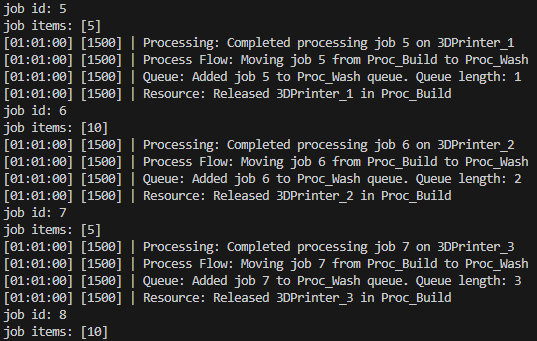 job id: 5
job items: [5]
[01:01:00] [1500] | Processing: Completed processing job 5 on 3DPrinter_1
[01:01:00] [1500] | Process Flow: Moving job 5 from Proc_Build to Proc_Wash
[01:01:00] [1500] | Queue: Added job 5 to Proc_Wash queue. Queue length: 1
[01:01:00] [1500] | Resource: Released 3DPrinter_1 in Proc_Build
job id: 6
job items: [10]
[01:01:00] [1500] | Processing: Completed processing job 6 on 3DPrinter_2
[01:01:00] [1500] | Process Flow: Moving job 6 from Proc_Build to Proc_Wash
[01:01:00] [1500] | Queue: Added job 6 to Proc_Wash queue. Queue length: 2
[01:01:00] [1500] | Resource: Released 3DPrinter_2 in Proc_Build
job id: 7
job items: [5]
[01:01:00] [1500] | Processing: Completed processing job 7 on 3DPrinter_3
[01:01:00] [1500] | Process Flow: Moving job 7 from Proc_Build to Proc_Wash
[01:01:00] [1500] | Queue: Added job 7 to Proc_Wash queue. Queue length: 3
[01:01:00] [1500] | Resource: Released 3DPrinter_3 in Proc_Build
job id: 8
job items: [10]